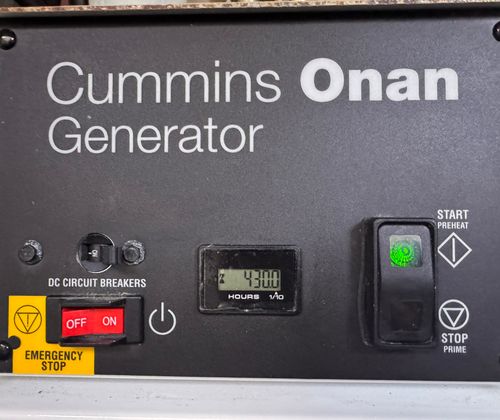 Cummins Onan
Generator
START
PREHEAT
DC CIRCUIT BREAKERS
430.0
HOURS 1/10
OFF ON
STOP
PRIME
EMERGENCY
STOP